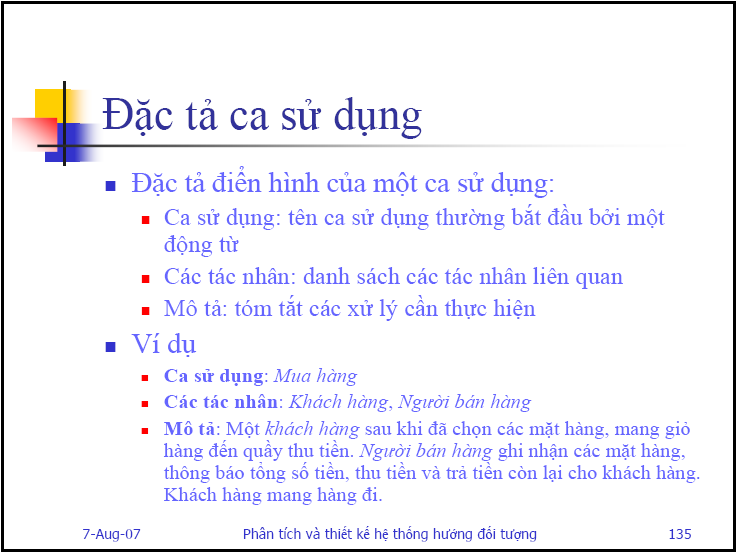 Đặc tả ca sử dụng
Đặc tả điển hình của một ca sử dụng:
Ca sử dụng: tên ca sử dụng thường bắt đầu bởi một
động từ
Các tác nhân: danh sách các tác nhân liên quan
Mô tả: tóm tắt các xử lý cần thực hiện
Ví dụ
Ca sử dụng: Mua hàng
Các tác nhân: Khách hàng, Người bán hàng
Mô tả: Một khách hàng sau khi đã chọn các mặt hàng, mang giỏ
hàng đến quầy thu tiền. Người bán hàng ghi nhận các mặt hàng,
thông báo tổng số tiền, thu tiền và trả tiền còn lại cho khách hàng.
Khách hàng mang hàng đi.
7-Aug-07 Phân tích và thiết kế hệ thống hướng đối tượng 135